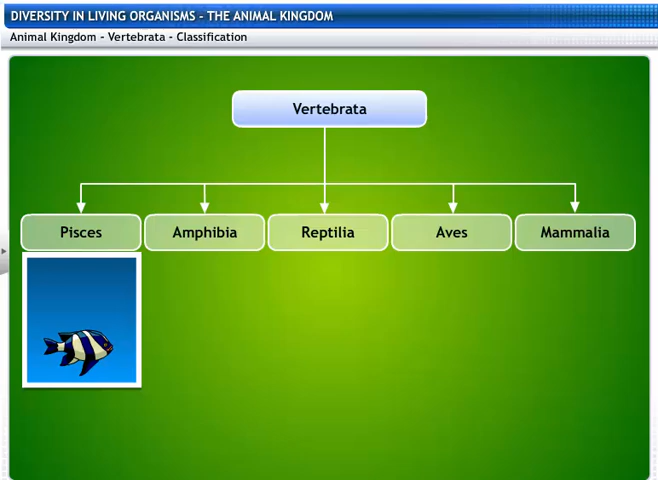 DIVERSITY IN LIVING ORGANISMS - THE ANIMAL KINGDOM
Animal Kingdom - Vertebrata - Classification
Vertebrata
Pisces
Amphibia
Reptilia
Aves
Mammalia